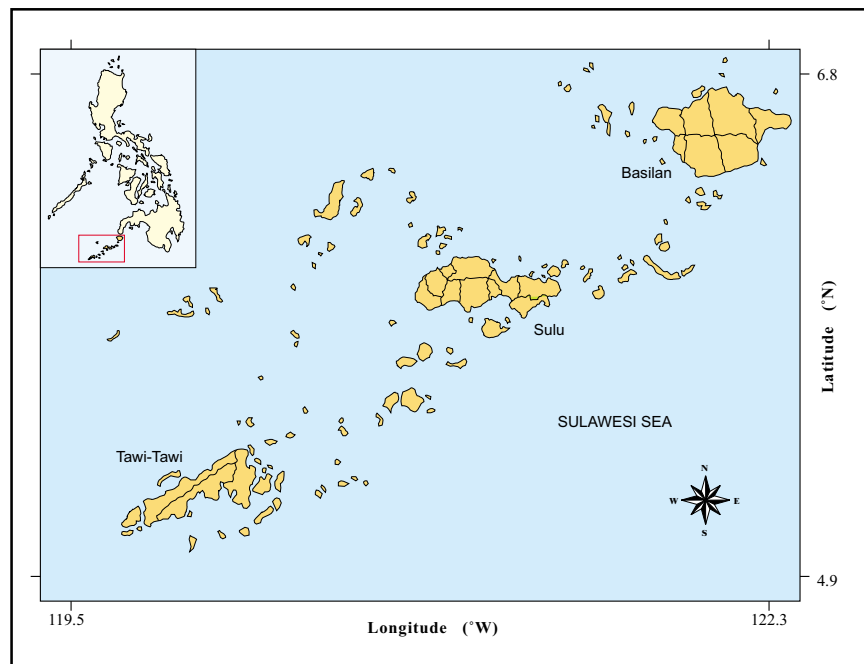 6.8
Basilan
Sulu
Latitude (˚N)
SULAWESI SEA
Tawi-Tawi
N
W
E
S
4.9
119.5
122.3
Longitude (˚W)